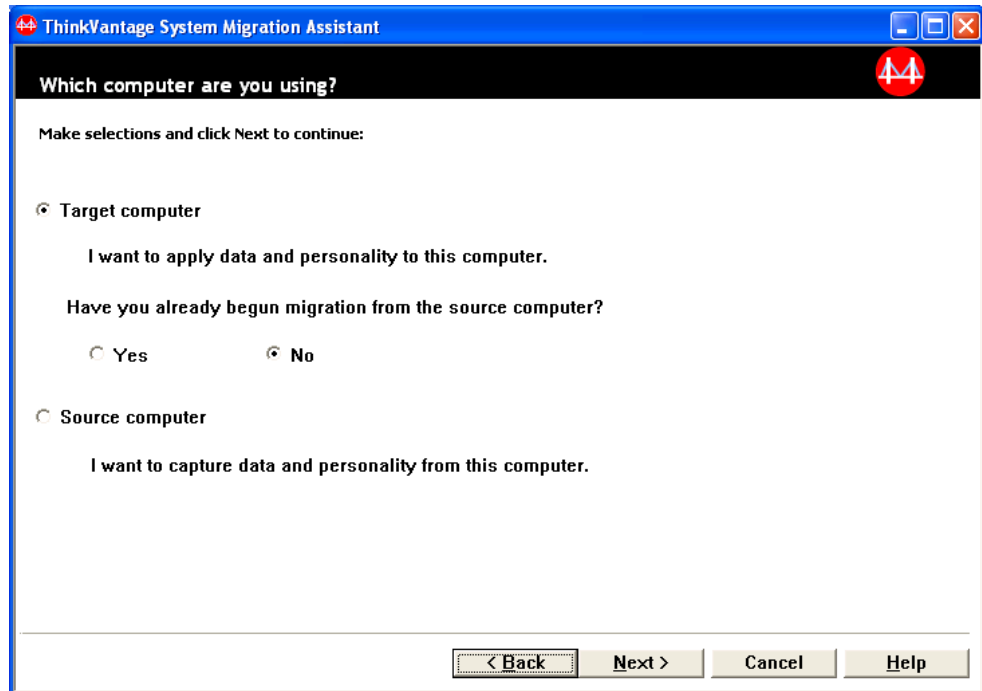 ThinkVantage System Migration Assistant
Which computer are you using?
Make selections and click Next to continue:
Target computer
I want to apply data and personality to this computer.
Have you already begun migration from the source computer?
Yes No
Source computer
I want to capture data and personality from this computer.
< Back Next > Cancel Help